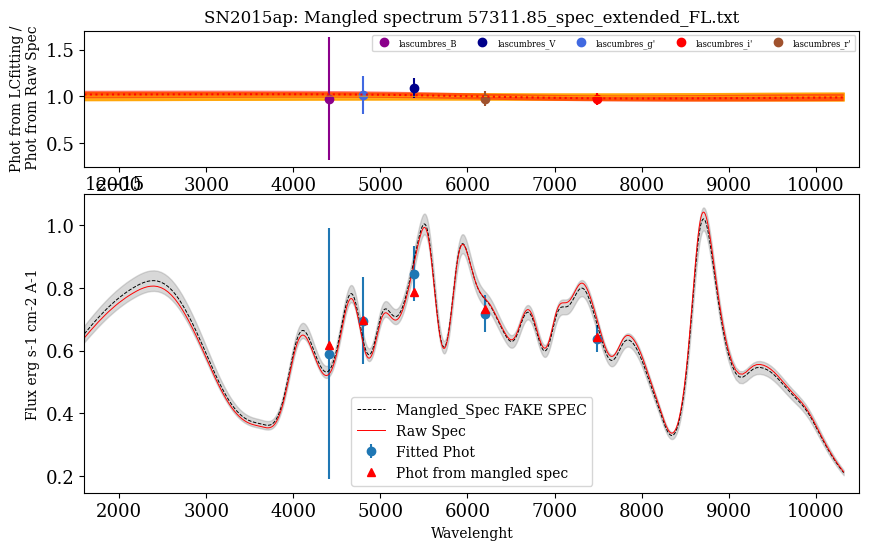 SN2015ap: Mangled spectrum 57311.85_spec_extended_FL.txt
Phot from LCfitting /
Phot from Raw Spec
1.5
1.0
0.5
lascumbres_B
lascumbres_V
lascumbres_g'
lascumbres_i'
lascumbres_r'
2000 3000 4000 5000 6000 7000 8000 9000 10000
1e−15
Flux erg s-1 cm-2 A-1
1.0
0.8
0.6
0.4
0.2
Mangled_Spec FAKE SPEC
Raw Spec
Fitted Phot
Phot from mangled spec
2000 3000 4000 5000 6000 7000 8000 9000 10000
Wavelenght